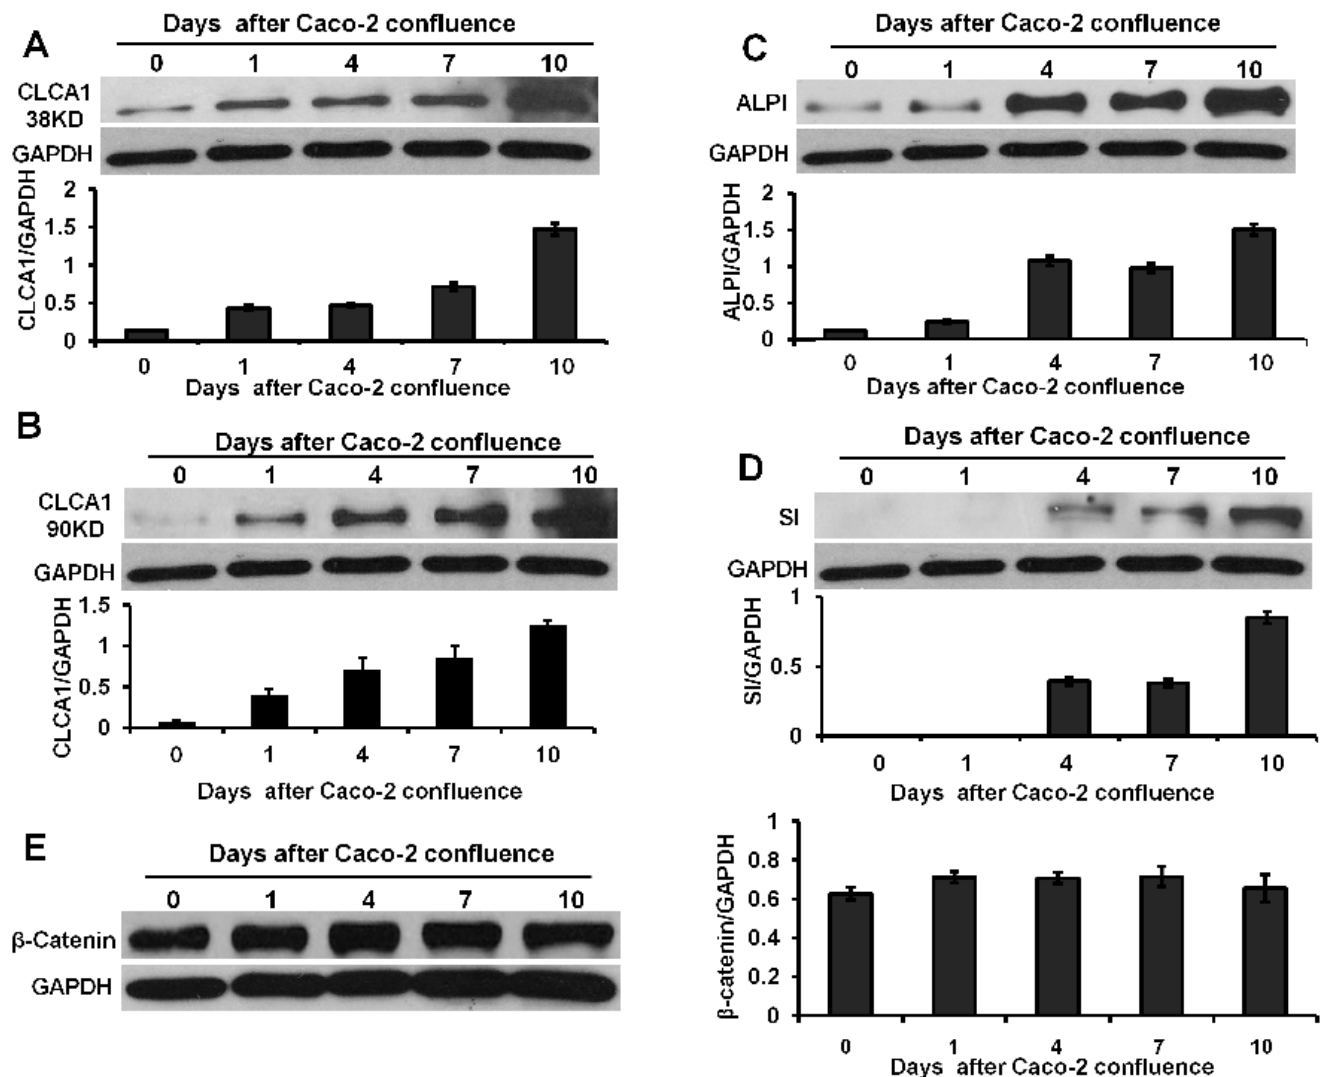 A
Days after Caco-2 confluence
0 1 4 7 10
CLCA1
38KD
GAPDH
CLCA1/GAPDH
2
1.5
1
0.5
0
0 1 4 7 10
Days after Caco-2 confluence
B
Days after Caco-2 confluence
0 1 4 7 10
CLCA1
90KD
GAPDH
CLCA1/GAPDH
1.5
1
0.5
0
0 1 4 7 10
Days after Caco-2 confluence
C
Days after Caco-2 confluence
0 1 4 7 10
ALPI
GAPDH
ALPI/GAPDH
2
1.5
1
0.5
0
0 1 4 7 10
Days after Caco-2 confluence
D
Days after Caco-2 confluence
0 1 4 7 10
SI
GAPDH
SI/GAPDH
1
0.5
0
0 1 4 7 10
Days after Caco-2 confluence
E
Days after Caco-2 confluence
0 1 4 7 10
β-Catenin
GAPDH
β-catenin/GAPDH
1
0.8
0.6
0.4
0.2
0
0 1 4 7 10
Days after Caco-2 confluence